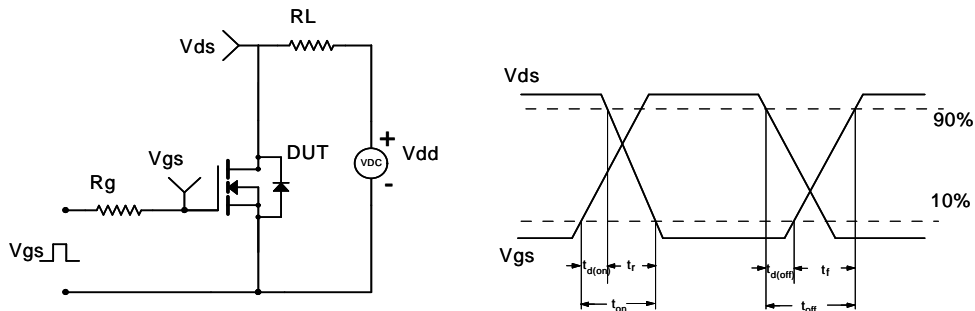 RL
Vds
Vgs
DUT
Rg
VDC
+
-
Vdd
Vgs
Vds
90%
10%
Vgs
td(on)
tr
ton
td(off)
tf
toff